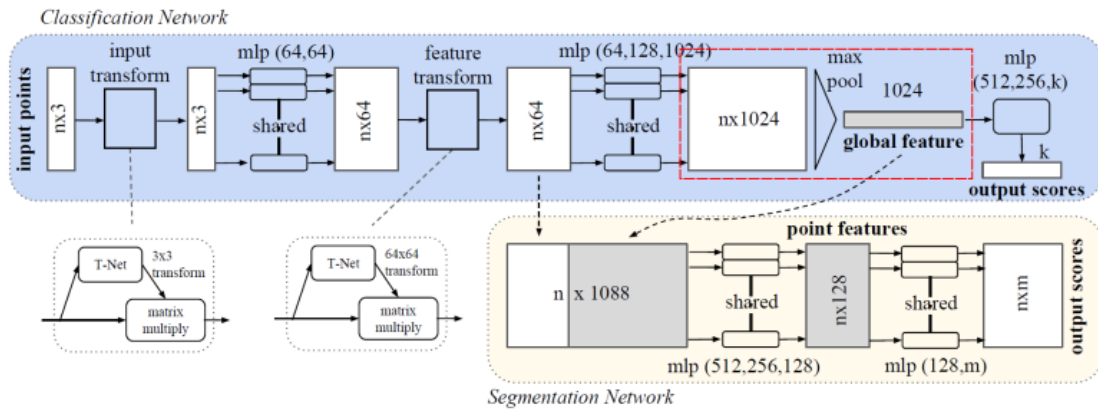 Classification Network
input points
nx3
input
transform
nx3
mlp (64,64)
shared
nx64
feature
transform
nx64
mlp (64,128,1024)
shared
nx1024
max
pool
1024
global feature
mlp
(512,256,k)
k
output scores
T-Net
3x3
transform
matrix
multiply
T-Net
64x64
transform
matrix
multiply
point features
n x 1088
shared
mlp (512,256,128)
nx128
shared
mlp (128,m)
nxm
output scores
Segmentation Network